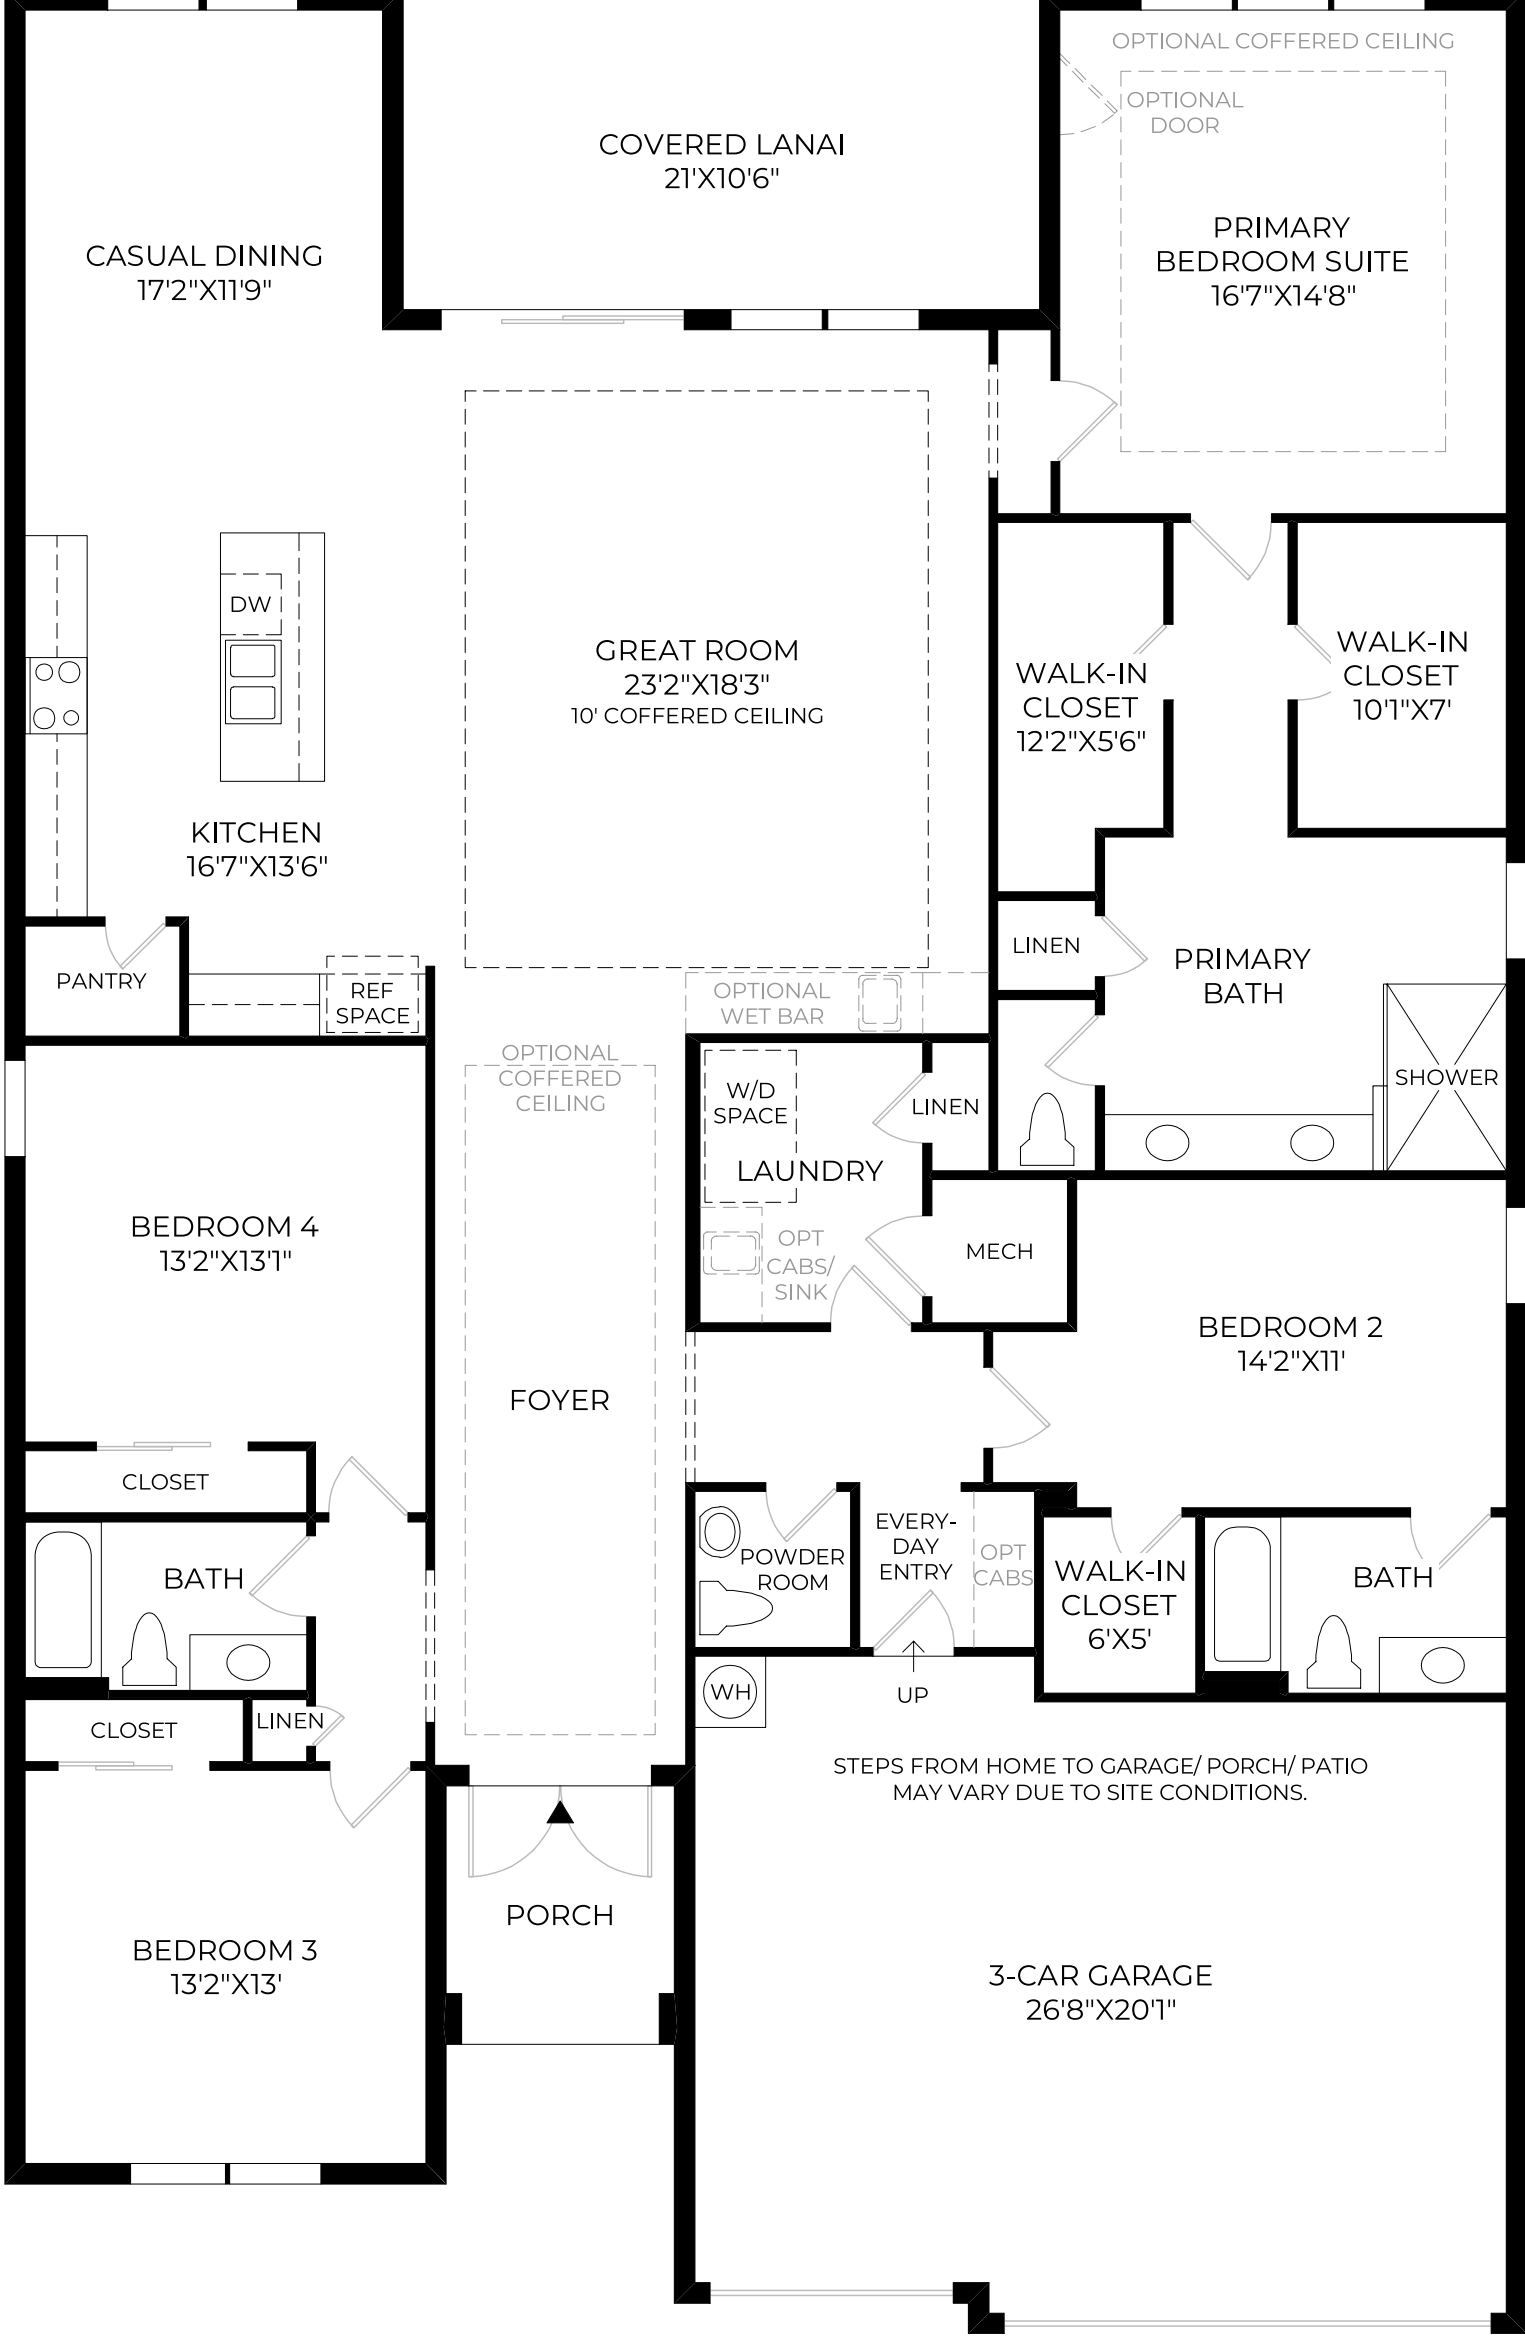 OPTIONAL COFFERED CEILING
OPTIONAL
DOOR
COVERED LANAI
21'X10'6"
PRIMARY
BEDROOM SUITE
16'7"X14'8"
CASUAL DINING
17'2"X11'9"
DW
GREAT ROOM
23'2"X18'3"
10' COFFERED CEILING
WALK-IN
CLOSET
12'2"X5'6"
WALK-IN
CLOSET
10'1"X7'
KITCHEN
16'7"X13'6"
PANTRY
REF
SPACE
OPTIONAL
WET BAR
LINEN
PRIMARY
BATH
OPTIONAL
COFFERED
CEILING
W/D
SPACE
LINEN
SHOWER
LAUNDRY
BEDROOM 4
13'2"X13'1"
OPT
CABS/
SINK
MECH
BEDROOM 2
14'2"X11'
FOYER
CLOSET
BATH
POWDER
ROOM
EVERY-
DAY
ENTRY
OPT
CABS
WALK-IN
CLOSET
6'X5'
BATH
CLOSET
LINEN
WH
UP
STEPS FROM HOME TO GARAGE/ PORCH/ PATIO
MAY VARY DUE TO SITE CONDITIONS.
PORCH
BEDROOM 3
13'2"X13'
3-CAR GARAGE
26'8"X20'1"